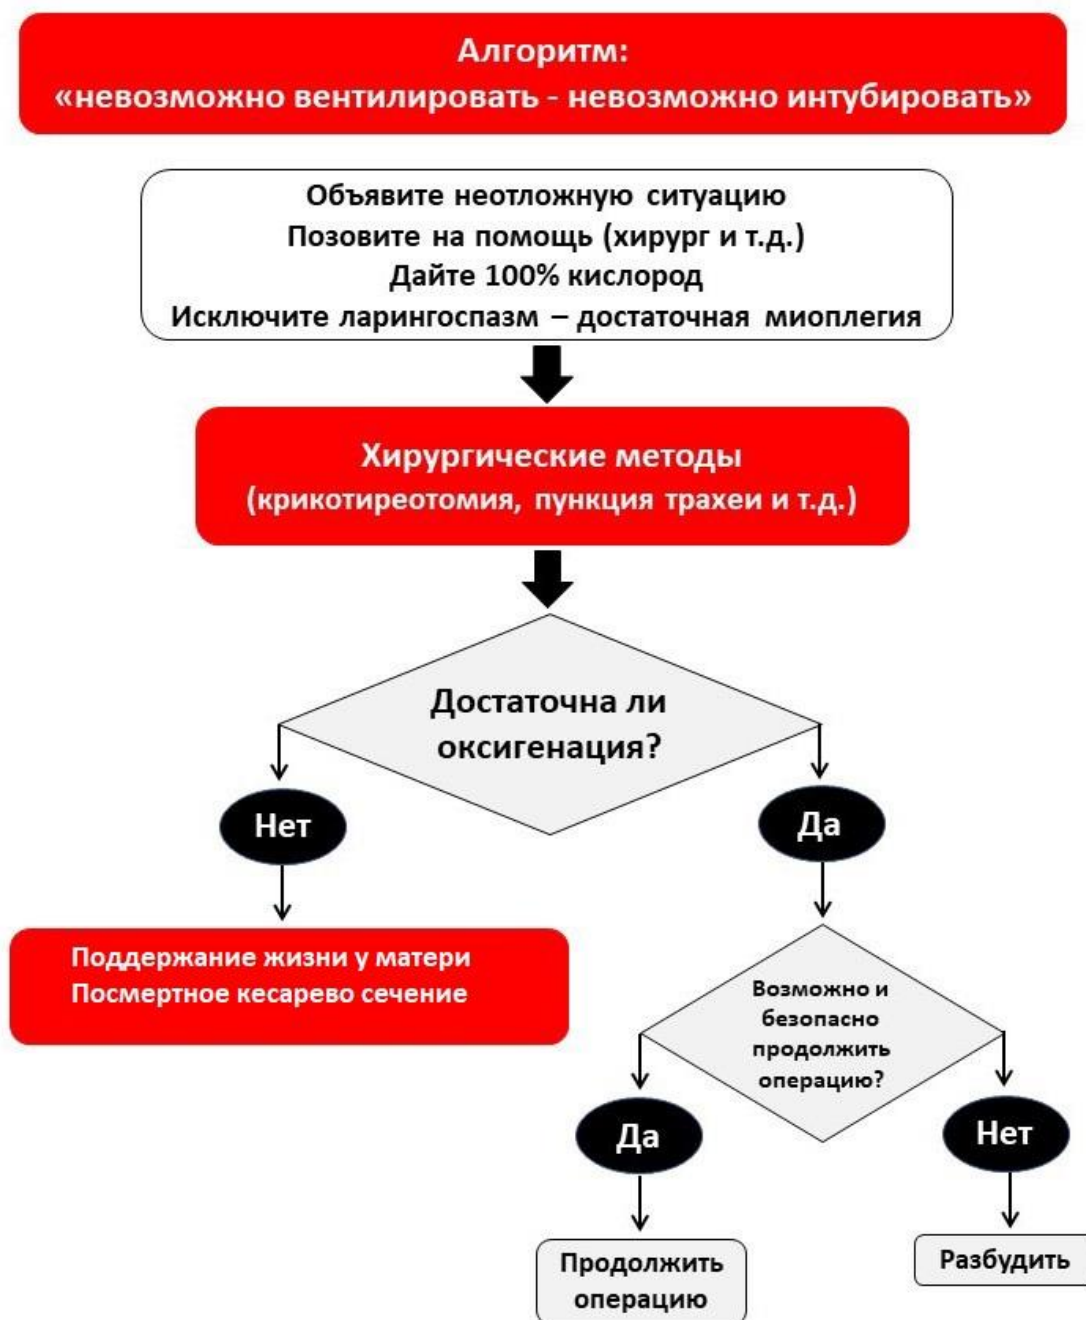 Алгоритм:
«невозможно вентилировать - невозможно интубировать»
Объявите неотложную ситуацию
Позовите на помощь (хирург и т.д.)
Дайте 100% кислород
Исключите ларингоспазм – достаточная миоплегия
Хирургические методы
(крикотиреотомия, пункция трахеи и т.д.)
Достаточна ли
оксигенация?
Нет
Да
Поддержание жизни у матери
Посмертное кесарево сечение
Возможно и
безопасно
продолжить
операцию?
Да
Нет
Продолжить
операцию
Разбудить